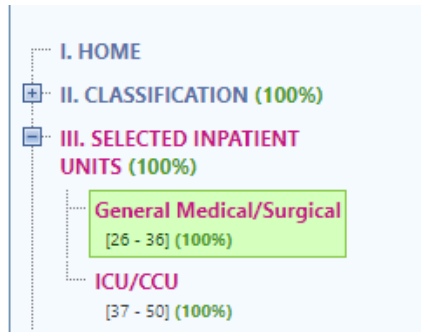 I. HOME
II. CLASSIFICATION (100%)
III. SELECTED INPATIENT
UNITS (100%)
General Medical/Surgical
[26 - 36] (100%)
ICU/CCU
[37 - 50] (100%)